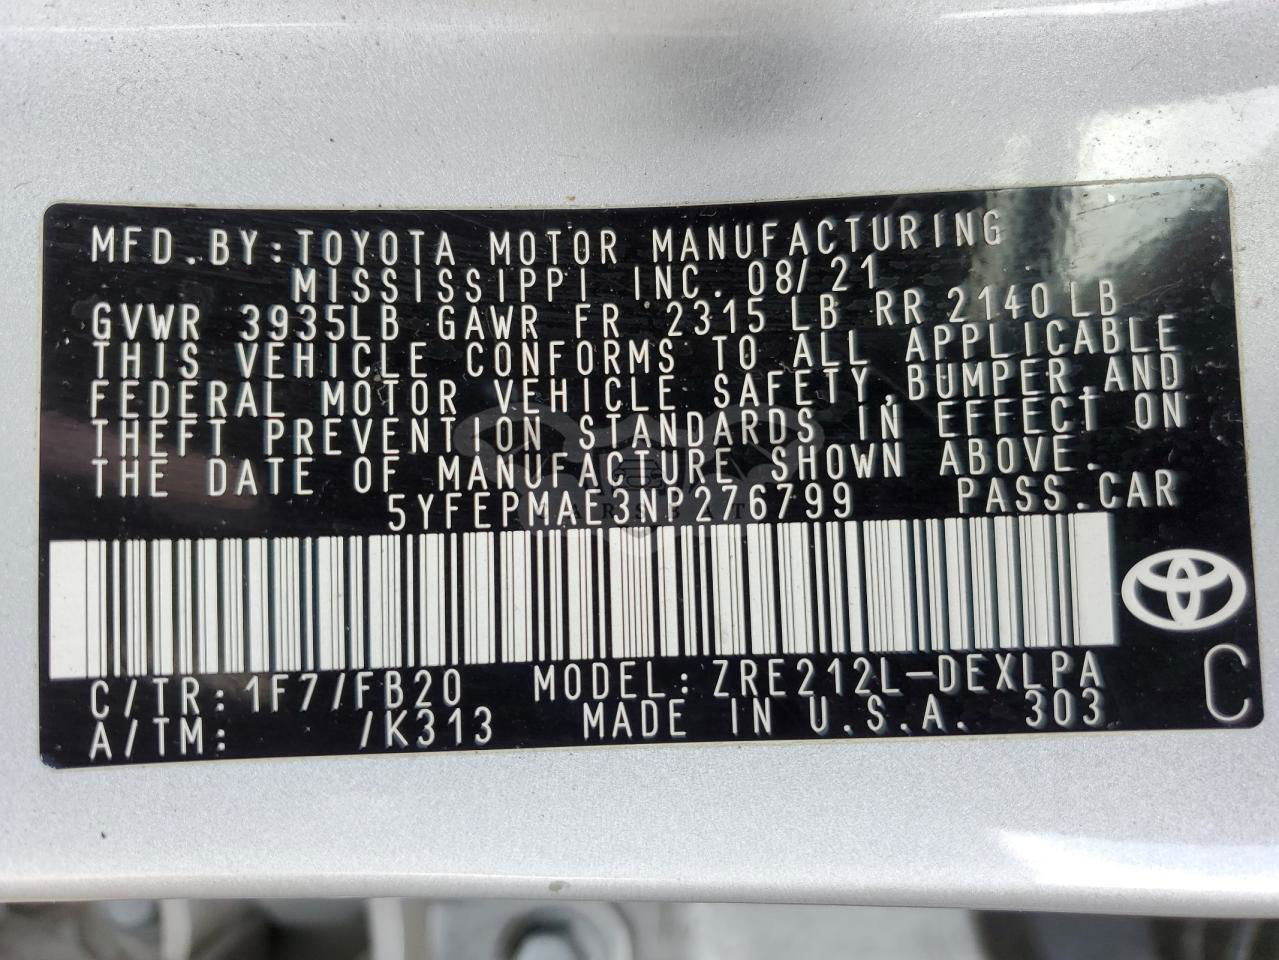 MFD.BY:TOYOTA MOTOR MANUFACTURING
MISSISSIPPI INC. 08/21
GVWR 3935LB GAWR FR 2315 LB RR 2140 LB
THIS VEHICLE CONFORMS TO ALL APPLICABLE
FEDERAL MOTOR VEHICLE SAFETY,BUMPER,AND
THEFT PREVENTION STANDARDS IN EFFECT ON
THE DATE OF MANUFACTURE SHOWN ABOVE.
5YFEPMAE3NP276799 PASS.CAR
C/TR:1F7/FB20 MODEL:ZRE212L-DEXLPA
A/TM: /K313 MADE IN U.S.A. 303
C